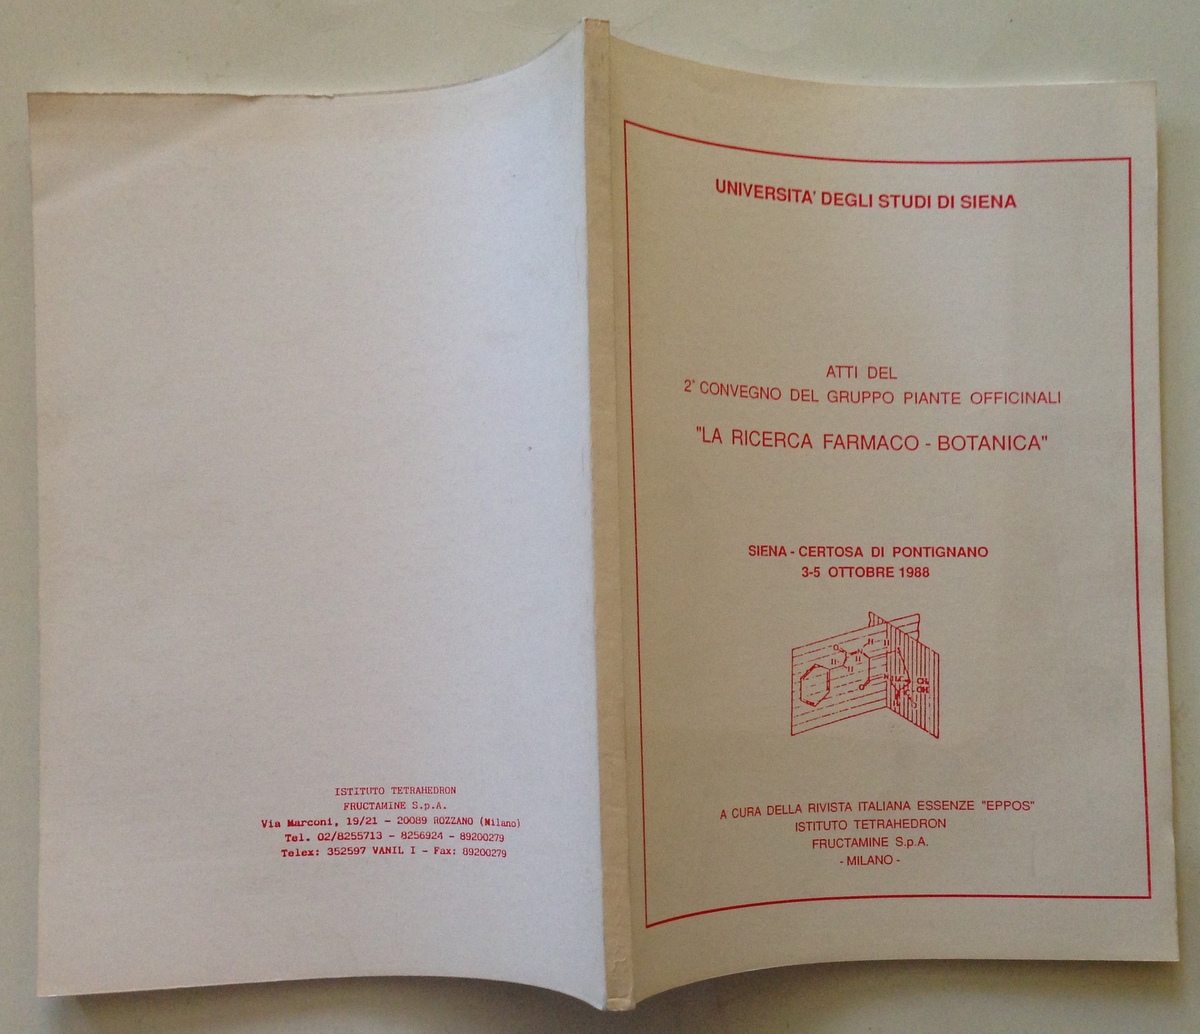 UNIVERSITA' DEGLI STUDI DI SIENA
ATTI DEL
2° CONVEGNO DEL GRUPPO PIANTE OFFICINALI
"LA RICERCA FARMACO - BOTANICA"
SIENA - CERTOSA DI PONTIGNANO
3-5 OTTOBRE 1988
A CURA DELLA RIVISTA ITALIANA ESSENZE "EPPOS"
ISTITUTO TETRAHEDRON
FRUCTAMINE S.p.A.
- MILANO -
ISTITUTO TETRAHEDRON
FRUCTAMINE S.p.A.
Via Marconi, 19/21 - 20089 ROZZANO (Milano)
Tel. 02/8255713 - 8256924 - 89200279
Telex: 352597 VANIL I - Fax: 89200279